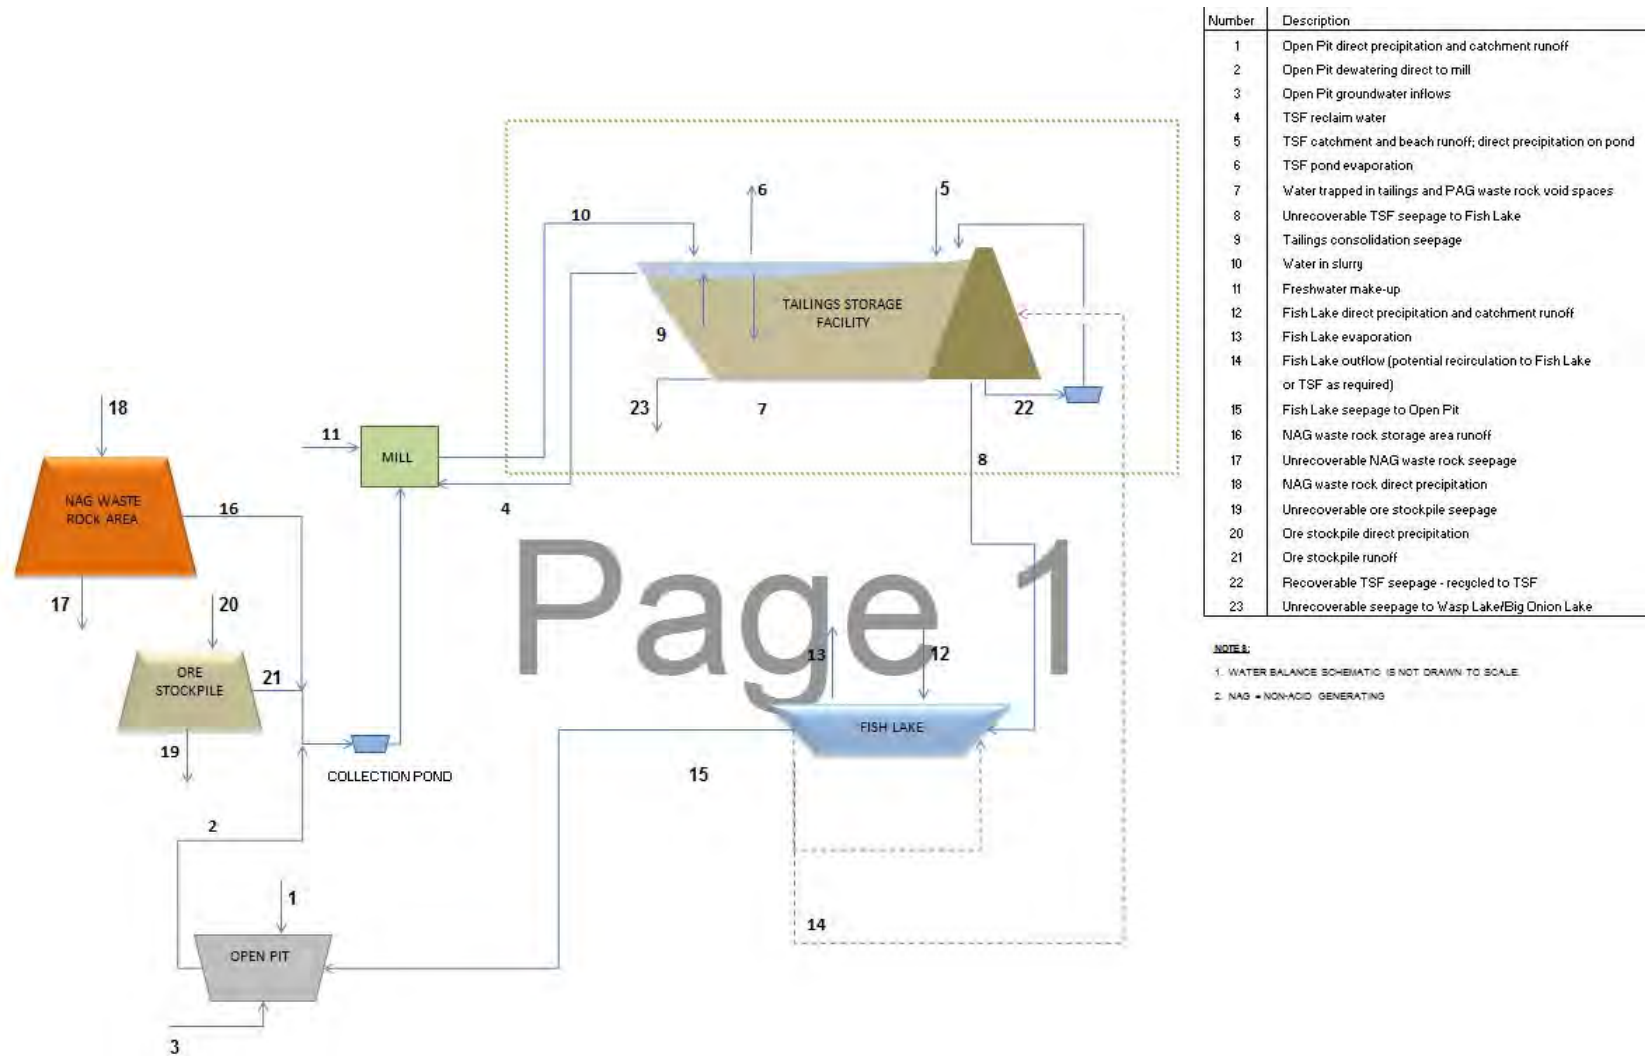 Number Description
1 Open Pit direct precipitation and catchment runoff
2 Open Pit dewatering direct to mill
3 Open Pit groundwater inflows
4 TSF reclaim water
5 TSF catchment and beach runoff; direct precipitation on pond
6 TSF pond evaporation
7 Water trapped in tailings and PAG waste rock void spaces
8 Unrecoverable TSF seepage to Fish Lake
9 Tailings consolidation seepage
10 Water in slurry
11 Freshwater make-up
12 Fish Lake direct precipitation and catchment runoff
13 Fish Lake evaporation
14 Fish Lake outflow (potential recirculation to Fish Lake
or TSF as required)
15 Fish Lake seepage to Open Pit
16 NAG waste rock storage area runoff
17 Unrecoverable NAG waste rock seepage
18 NAG waste rock direct precipitation
19 Unrecoverable ore stockpile seepage
20 Ore stockpile direct precipitation
21 Ore stockpile runoff
22 Recoverable TSF seepage - recycled to TSF
23 Unrecoverable seepage to Wasp Lake/Big Onion Lake
NOTES:
1. WATER BALANCE SCHEMATIC IS NOT DRAWN TO SCALE.
2. NAG = NON-ACID GENERATING
6
5
10
TAILINGS STORAGE
FACILITY
9
23
7
22
18
11
MILL
8
NAG WASTE
ROCK AREA
16
4
Page 1
17
20
13
12
ORE
STOCKPILE
21
FISH LAKE
19
COLLECTION POND
15
2
1
14
OPEN PIT
3